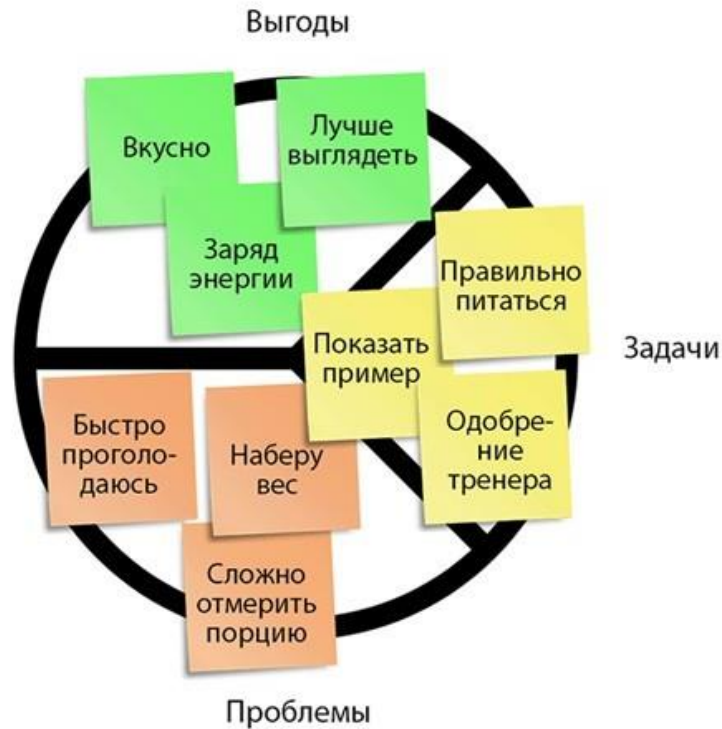 Выгоды
Вкусно
Лучше
выглядеть
Заряд
энергии
Правильно
питаться
Показать
пример
Задачи
Одобре-
ние
тренера
Быстро
проголо-
даюсь
Наберу
вес
Сложно
отмерить
порцию
Проблемы